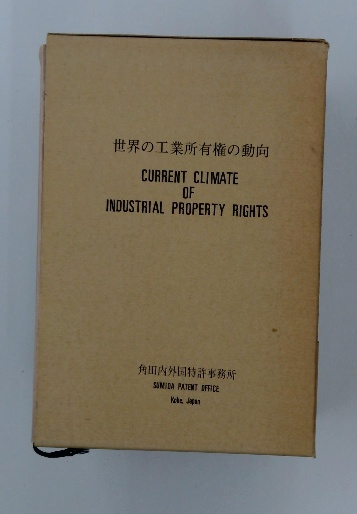 世界の工業所有権の動向
CURRENT CLIMATE
OF
INDUSTRIAL PROPERTY RIGHTS
角田内外国特許事務所
SUMIDA PATENT OFFICE
Kobe, Japan